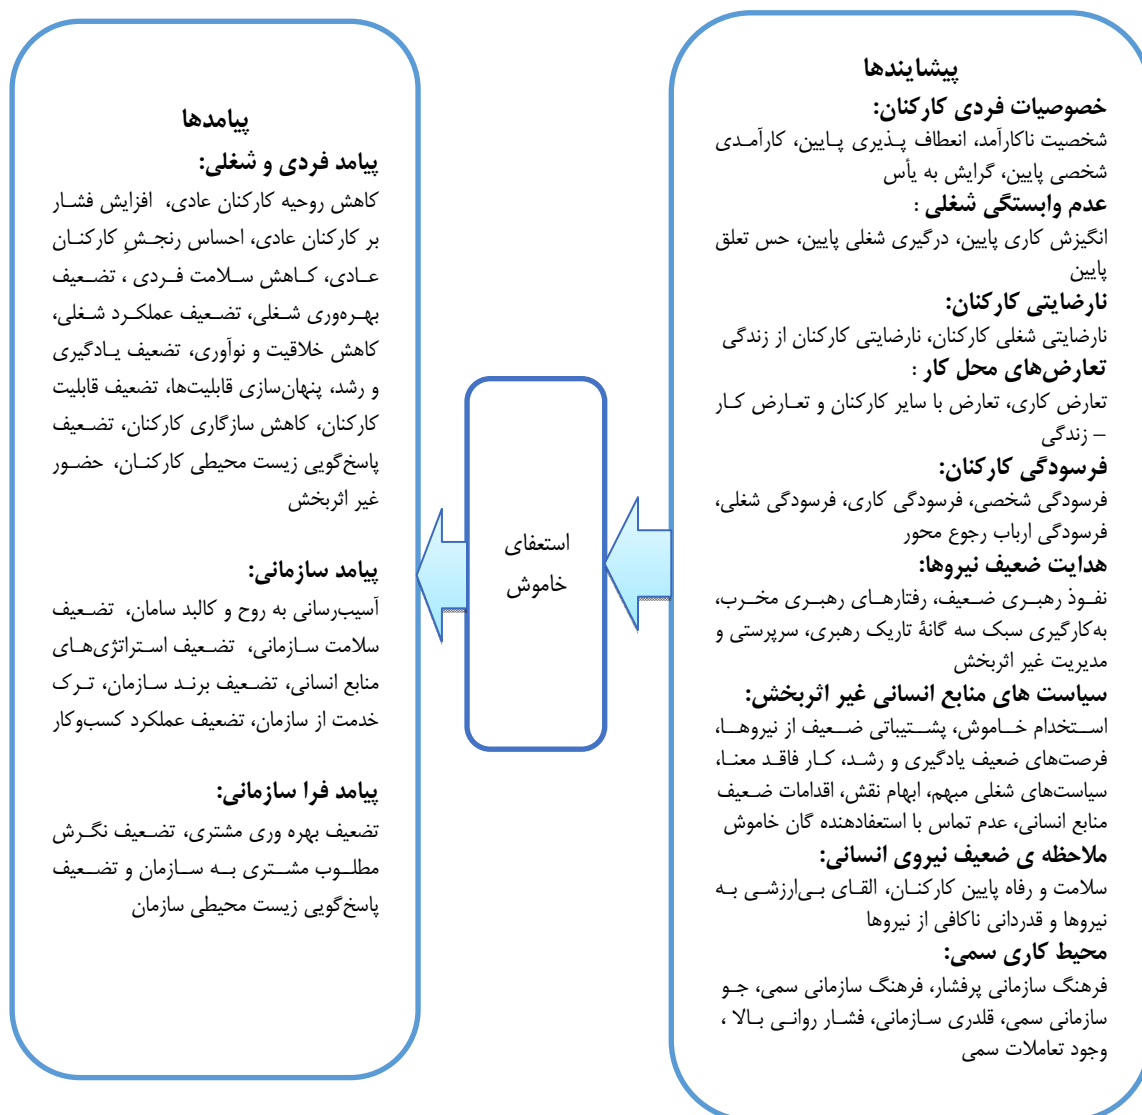 پیشایندها
خصوصیات فردی کارکنان:
شخصیت ناکارآمد، انعطاف پذیری پایین، کارآمدی
شخصی پایین، گرایش به یأس
عدم وابستگی شغلی :
انگیزش کاری پایین، درگیری شغلی پایین، حس تعلق
پایین
نارضایتی کارکنان:
نارضایتی شغلی کارکنان، نارضایتی کارکنان از زندگی
تعارض‌های محل کار :
تعارض کاری، تعارض با سایر کارکنان و تعارض کار
– زندگی
فرسودگی کارکنان:
فرسودگی شخصی، فرسودگی کاری، فرسودگی شغلی،
فرسودگی ارباب رجوع محور
هدایت ضعیف نیروها:
نفوذ رهبری ضعیف، رفتارهای رهبری مخرب،
به‌کارگیری سبک سه گانهٔ تاریک رهبری، سرپرستی و
مدیریت غیر اثربخش
سیاست های منابع انسانی غیر اثربخش:
استخدام خاموش، پشتیبانی ضعیف از نیروها،
فرصت‌های ضعیف یادگیری و رشد، کار فاقد معنا،
سیاست‌های شغلی مبهم، ابهام نقش، اقدامات ضعیف
منابع انسانی، عدم تماس با استعفادهنده گان خاموش
ملاحظه ی ضعیف نیروی انسانی:
سلامت و رفاه پایین کارکنان، القای بی‌ارزشی به
نیروها و قدردانی ناکافی از نیروها
محیط کاری سمی:
فرهنگ سازمانی پرفشار، فرهنگ سازمانی سمی، جو
سازمانی سمی، قلدری سازمانی، فشار روانی بالا ،
وجود تعاملات سمی
استعفای
خاموش
پیامدها
پیامد فردی و شغلی:
کاهش روحیه کارکنان عادی، افزایش فشار
بر کارکنان عادی، احساس رنجشِ کارکنان
عادی، کاهش سلامت فردی ، تضعیف
بهره‌وری شغلی، تضعیف عملکرد شغلی،
کاهش خلاقیت و نوآوری، تضعیف یادگیری
و رشد، پنهان‌سازی قابلیت‌ها، تضعیف قابلیت
کارکنان، کاهش سازگاری کارکنان، تضعیف
پاسخ‌گویی زیست محیطی کارکنان، حضور
غیر اثربخش
پیامد سازمانی:
آسیب‌رسانی به روح و کالبد سامان، تضعیف
سلامت سازمانی، تضعیف استراتژی‌های
منابع انسانی، تضعیف برند سازمان، ترک
خدمت از سازمان، تضعیف عملکرد کسب‌وکار
پیامد فرا سازمانی:
تضعیف بهره وری مشتری، تضعیف نگرش
مطلوب مشتری به سازمان و تضعیف
پاسخ‌گویی زیست محیطی سازمان